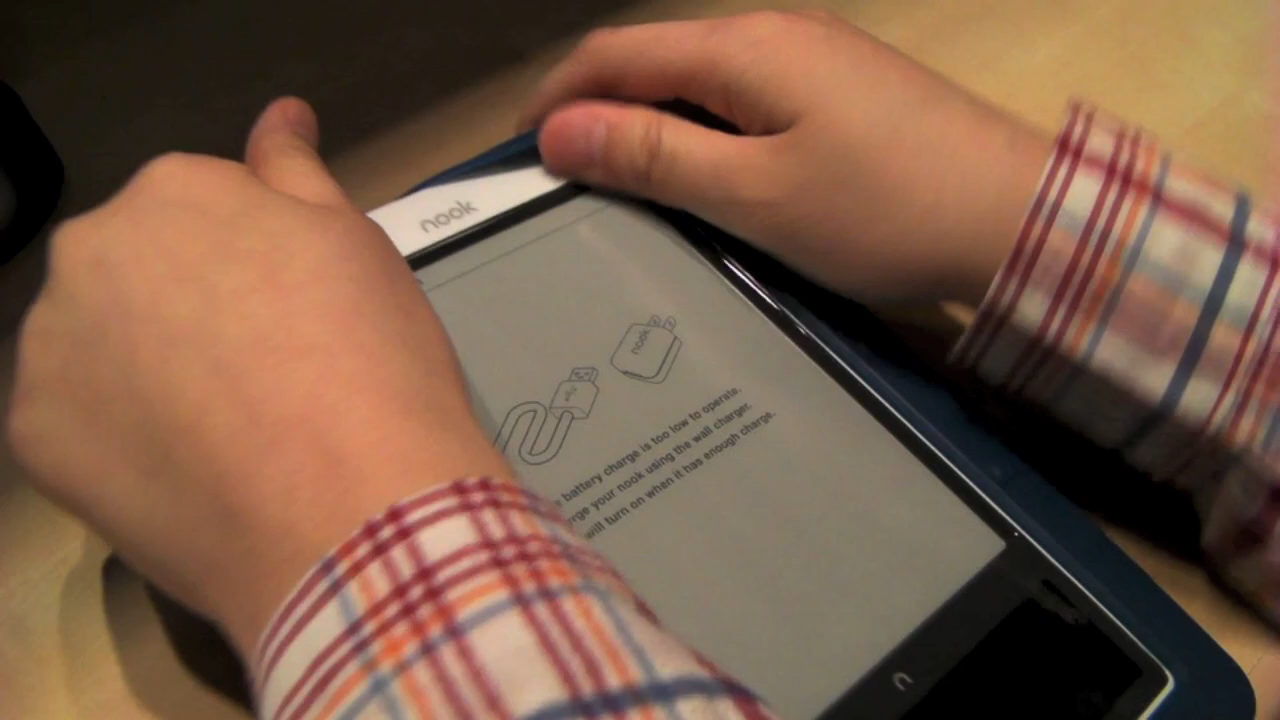 nook
nook
battery charge is too low to operate.
your nook using the wall charger.
will turn on when it has enough charge.